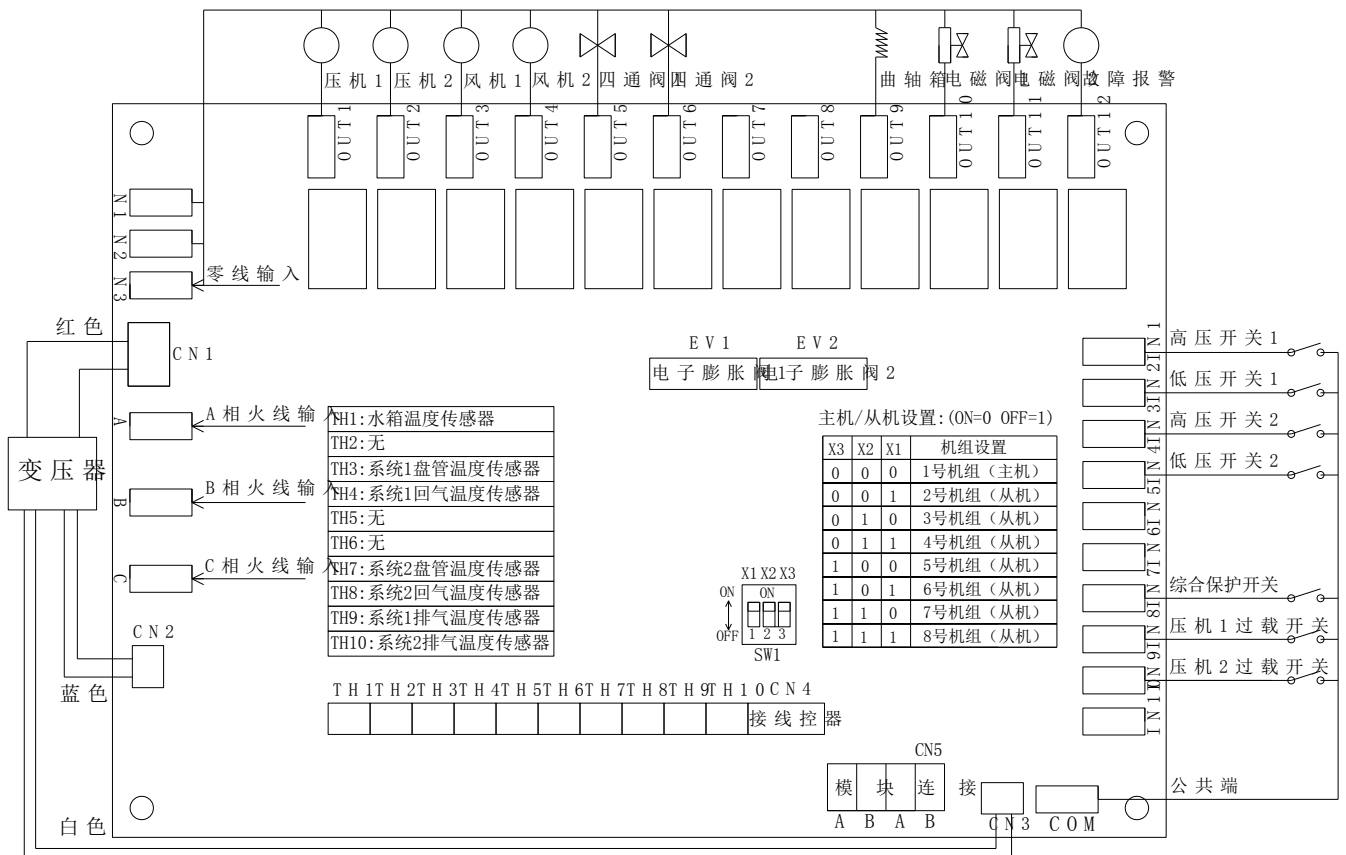 压机1 压机2 风机1 风机2 四通阀1 四通阀2 曲轴箱 电磁阀1 电磁阀2 故障报警
OUT1 OUT2 OUT3 OUT4 OUT5 OUT6 OUT7 OUT8 OUT9 OUT10 OUT11 OUT12
N1
N2
N3
零线输入
红色
CN1
EV1 EV2
电子膨胀阀1 电子膨胀阀2
A
A相火线输入
变压器
B
B相火线输入
C
C相火线输入
CN2
蓝色
白色
TH1:水箱温度传感器
TH2:无
TH3:系统1盘管温度传感器
TH4:系统1回气温度传感器
TH5:无
TH6:无
TH7:系统2盘管温度传感器
TH8:系统2回气温度传感器
TH9:系统1排气温度传感器
TH10:系统2排气温度传感器
主机/从机设置:(ON=0 OFF=1)
X3 X2 X1 机组设置
0 0 0 1号机组（主机）
0 0 1 2号机组（从机）
0 1 0 3号机组（从机）
0 1 1 4号机组（从机）
1 0 0 5号机组（从机）
1 0 1 6号机组（从机）
1 1 0 7号机组（从机）
1 1 1 8号机组（从机）
X1 X2 X3
ON
ON
OFF
1 2 3
SW1
TH1 TH2 TH3 TH4 TH5 TH6 TH7 TH8 TH9 TH10 CN4
接线控器
CN5
模块连接
A B A B
CN3
COM
IN1 高压开关1
IN2 低压开关1
IN3 高压开关2
IN4 低压开关2
IN5
IN6
IN7 综合保护开关
IN8 压机1过载开关
IN9 压机2过载开关
IN10
公共端